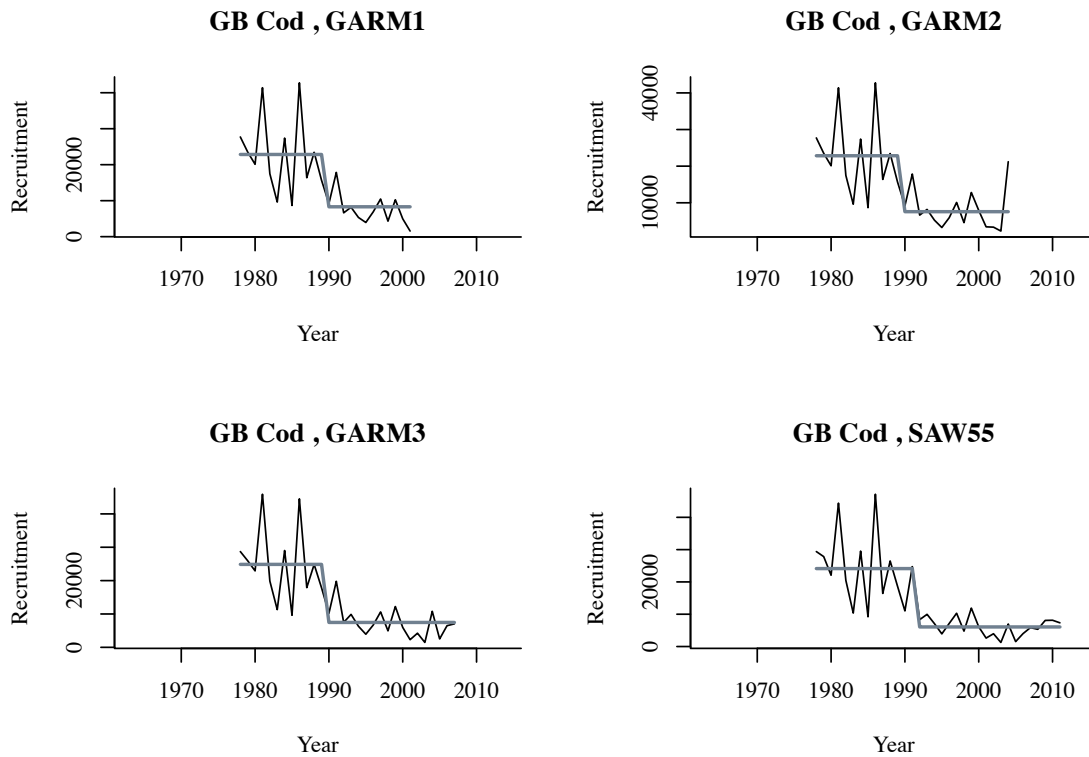 GB Cod , GARM1
Recruitment
0
20000
1970 1980 1990 2000 2010
Year
GB Cod , GARM2
Recruitment
10000
40000
1970 1980 1990 2000 2010
Year
GB Cod , GARM3
Recruitment
0
20000
1970 1980 1990 2000 2010
Year
GB Cod , SAW55
Recruitment
0
20000
1970 1980 1990 2000 2010
Year